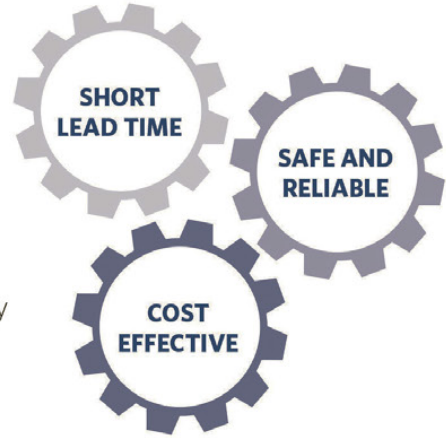 SHORT
LEAD TIME
SAFE AND
RELIABLE
COST
EFFECTIVE
y